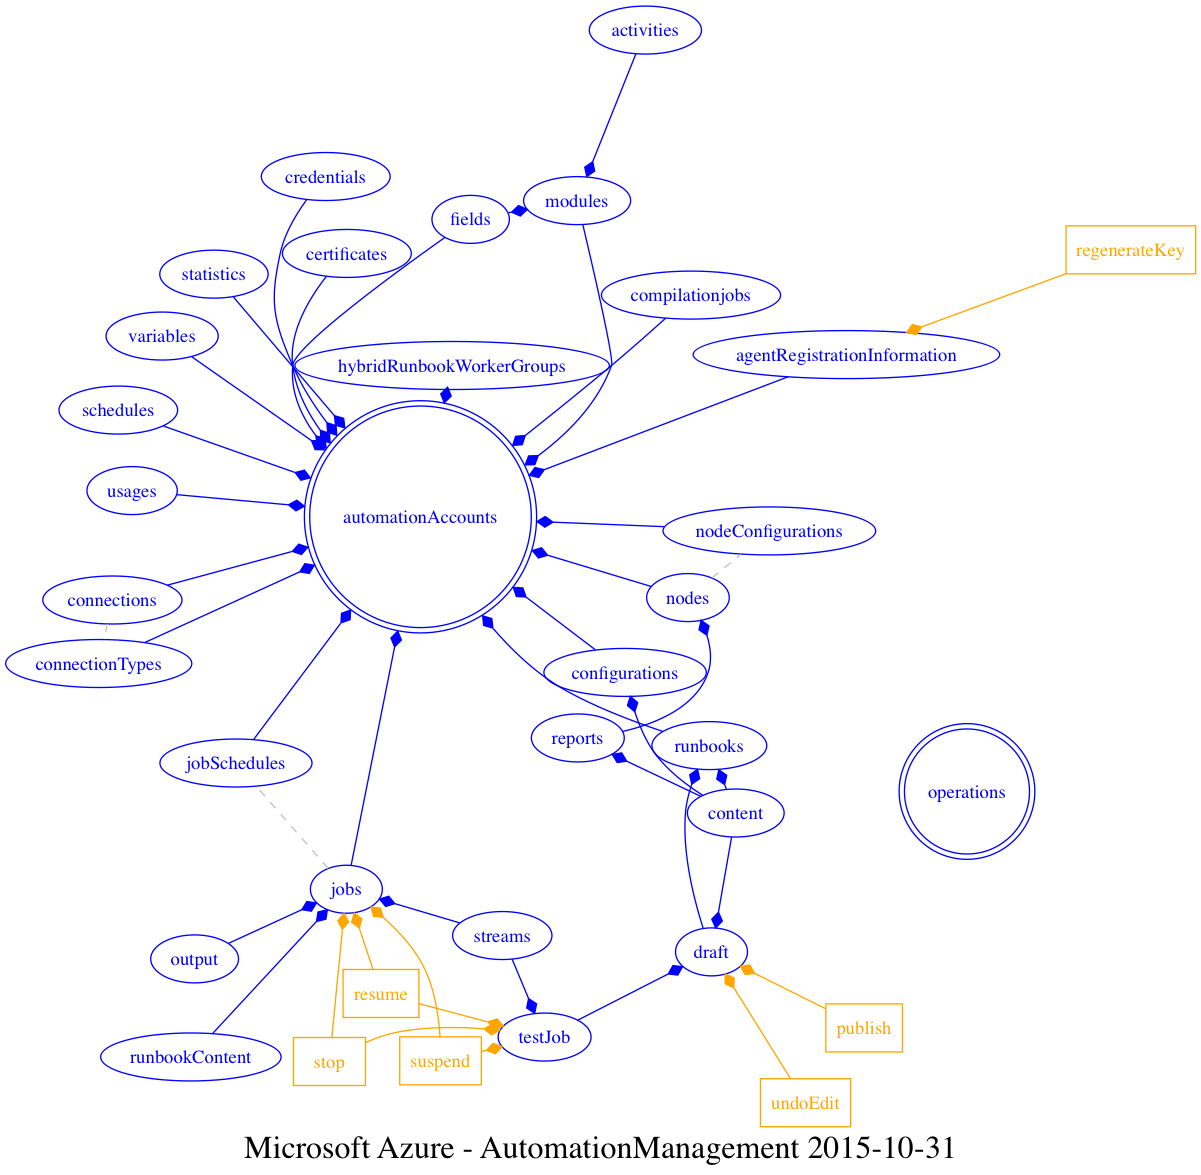 activities
credentials
modules
fields
certificates
regenerateKey
statistics
compilationjobs
variables
agentRegistrationInformation
hybridRunbookWorkerGroups
schedules
usages
automationAccounts
nodeConfigurations
connections
nodes
connectionTypes
configurations
reports
runbooks
jobSchedules
operations
content
jobs
streams
draft
output
resume
publish
testJob
runbookContent
stop
suspend
undoEdit
Microsoft Azure - AutomationManagement 2015-10-31